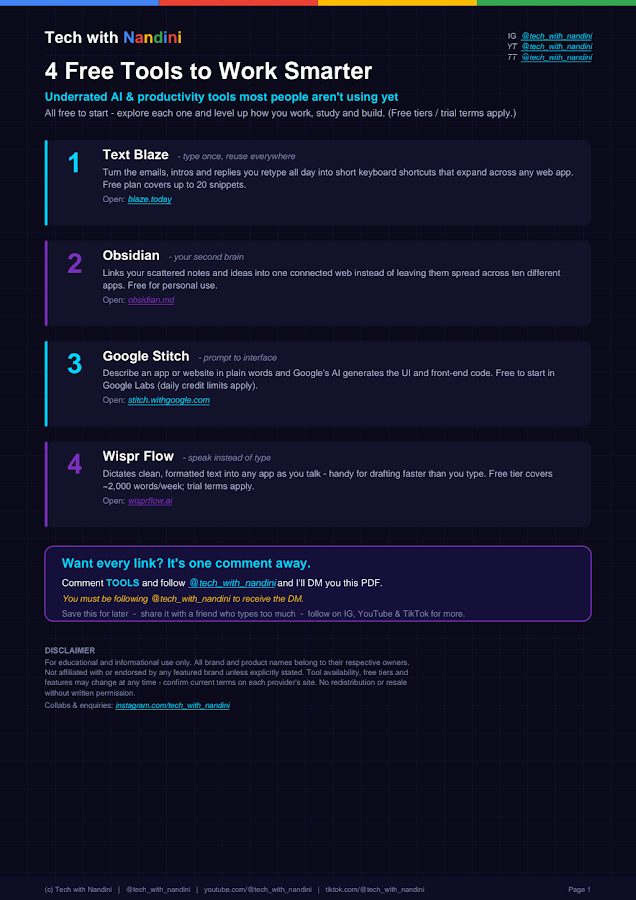 Tech with Nandini
IG @tech_with_nandini
YT @tech_with_nandini
TT @tech_with_nandini
4 Free Tools to Work Smarter
Underrated AI & productivity tools most people aren't using yet
All free to start - explore each one and level up how you work, study and build. (Free tiers / trial terms apply.)
1
Text Blaze - type once, reuse everywhere
Turn the emails, intros and replies you retype all day into short keyboard shortcuts that expand across any web app.
Free plan covers up to 20 snippets.
Open: blaze.today
2
Obsidian - your second brain
Links your scattered notes and ideas into one connected web instead of leaving them spread across ten different
apps. Free for personal use.
Open: obsidian.md
3
Google Stitch - prompt to interface
Describe an app or website in plain words and Google's AI generates the UI and front-end code. Free to start in
Google Labs (daily credit limits apply).
Open: stitch.withgoogle.com
4
Wispr Flow - speak instead of type
Dictates clean, formatted text into any app as you talk - handy for drafting faster than you type. Free tier covers
~2,000 words/week; trial terms apply.
Open: wisprflow.ai
Want every link? It's one comment away.
Comment TOOLS and follow @tech_with_nandini and I'll DM you this PDF.
You must be following @tech_with_nandini to receive the DM.
Save this for later - share it with a friend who types too much - follow on IG, YouTube & TikTok for more.
DISCLAIMER
For educational and informational use only. All brand and product names belong to their respective owners.
Not affiliated with or endorsed by any featured brand unless explicitly stated. Tool availability, free tiers and
features may change at any time - confirm current terms on each provider's site. No redistribution or resale
without written permission.
Collabs & enquiries: instagram.com/tech_with_nandini
(c) Tech with Nandini | @tech_with_nandini | youtube.com/@tech_with_nandini | tiktok.com/@tech_with_nandini
Page 1